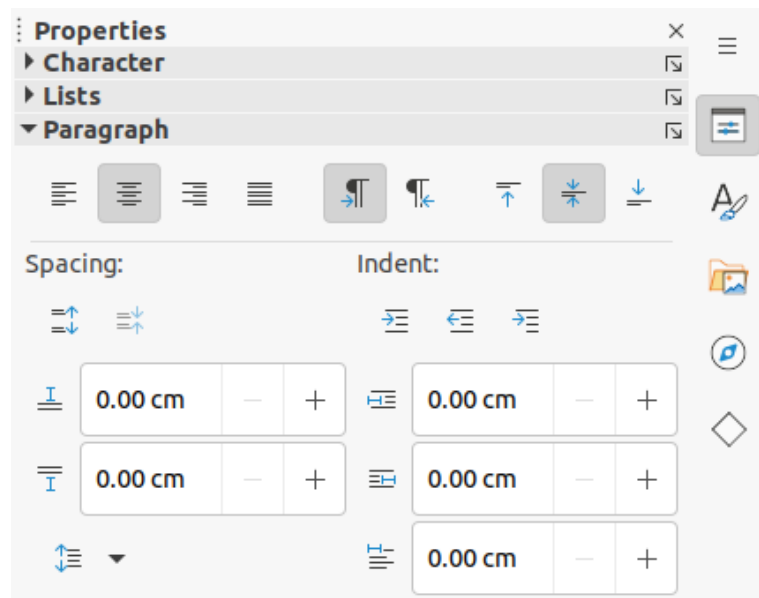 Properties
Character
Lists
Paragraph
Spacing: Indent:
0.00 cm 0.00 cm
0.00 cm 0.00 cm
0.00 cm